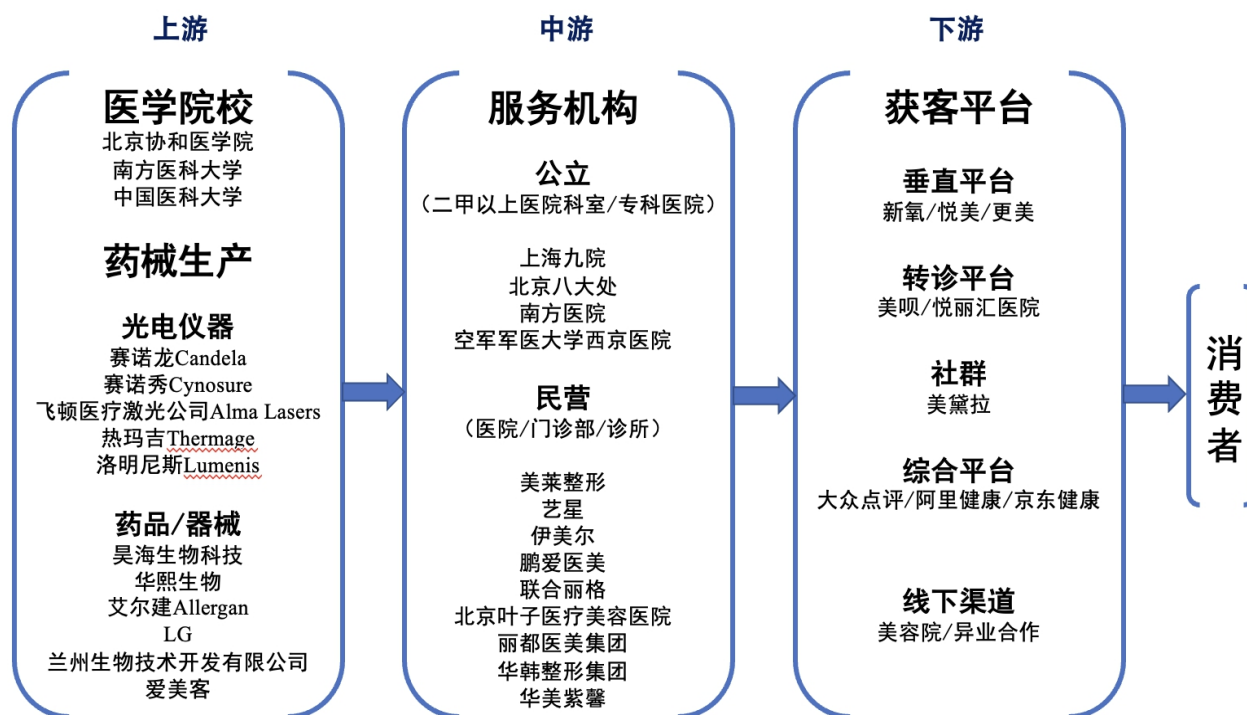 上游
医学院校
北京协和医学院
南方医科大学
中国医科大学
药械生产
光电仪器
赛诺龙Candela
赛诺秀Cynosure
飞顿医疗激光公司Alma Lasers
热玛吉Thermage
洛明尼斯Lumenis
药品/器械
昊海生物科技
华熙生物
艾尔建Allergan
LG
兰州生物技术开发有限公司
爱美客
中游
服务机构
公立
（二甲以上医院科室/专科医院）
上海九院
北京八大处
南方医院
空军军医大学西京医院
民营
（医院/门诊部/诊所）
美莱整形
艺星
伊美尔
鹏爱医美
联合丽格
北京叶子医疗美容医院
丽都医美集团
华韩整形集团
华美紫馨
下游
获客平台
垂直平台
新氧/悦美/更美
转诊平台
美呗/悦丽汇医院
社群
美黛拉
综合平台
大众点评/阿里健康/京东健康
线下渠道
美容院/异业合作
消费者